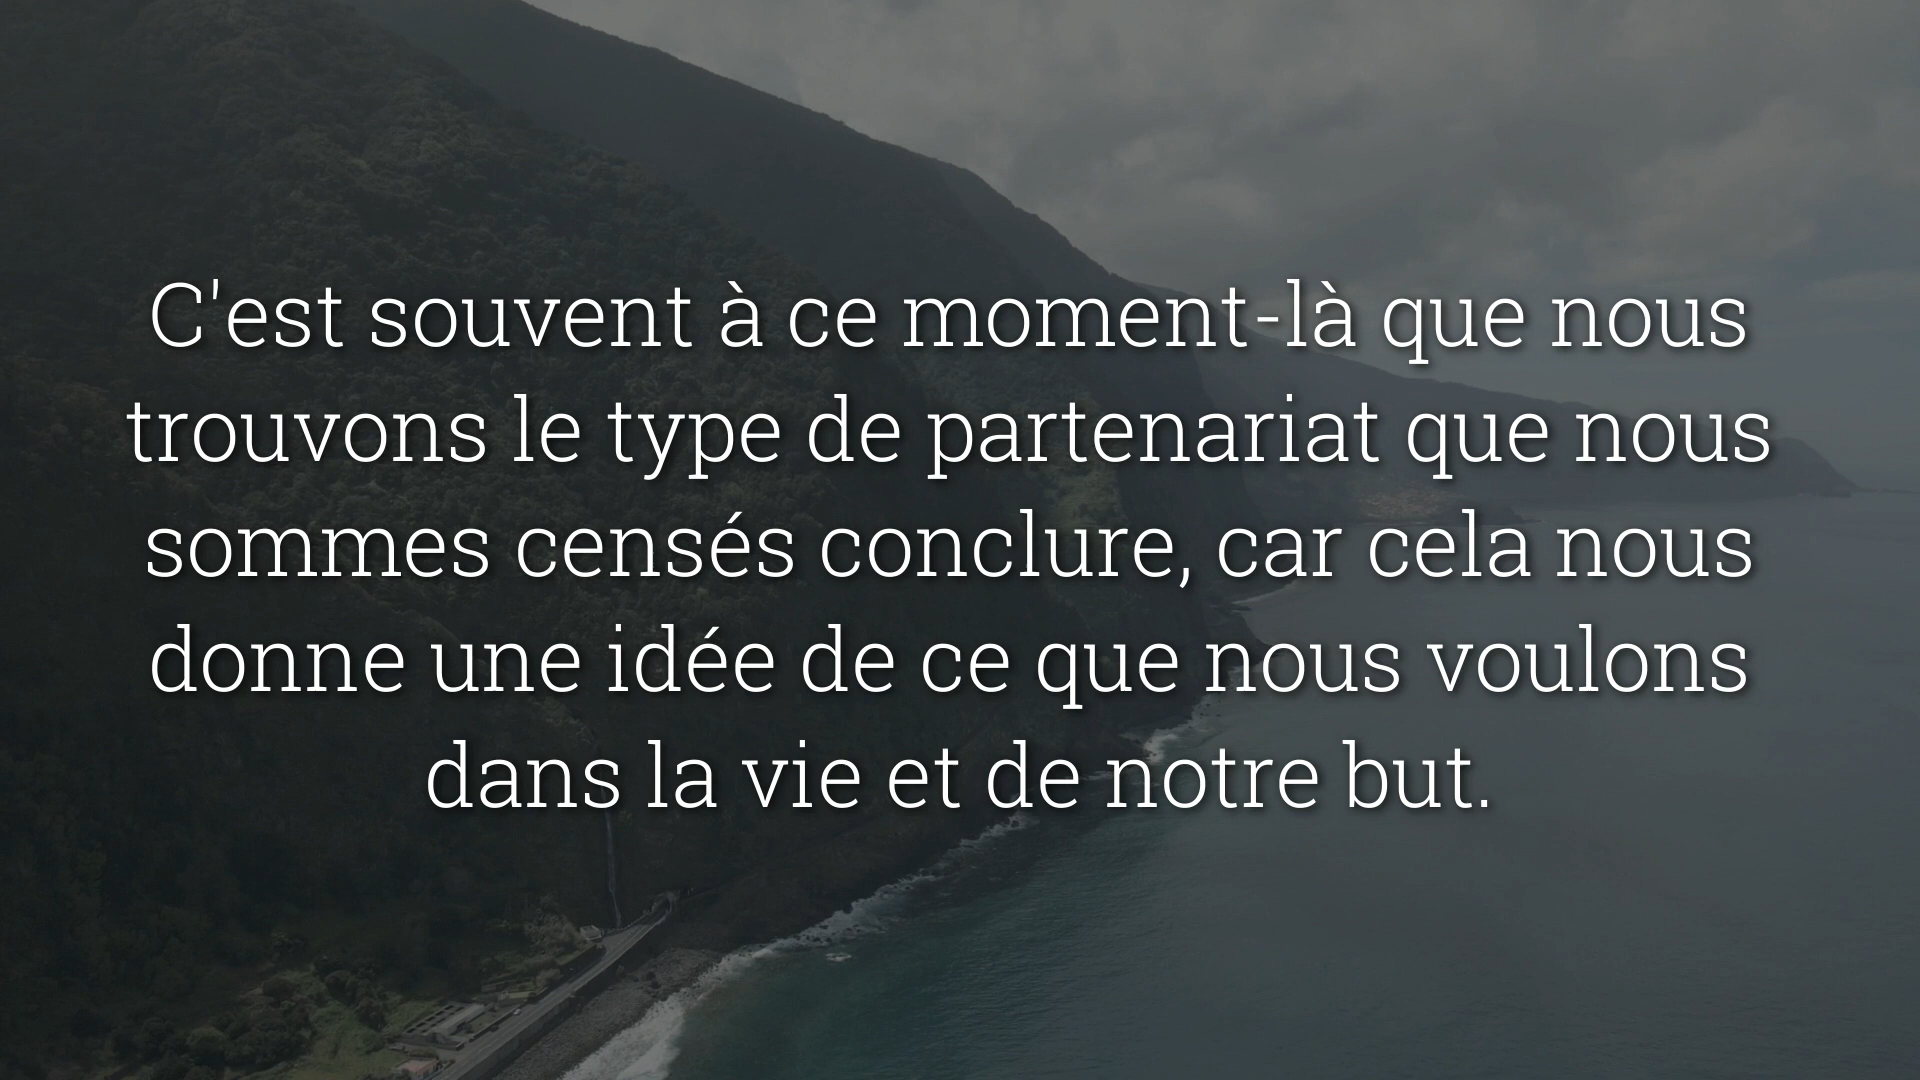 C'est souvent à ce moment-là que nous
trouvons le type de partenariat que nous
sommes censés conclure, car cela nous
donne une idée de ce que nous voulons
dans la vie et de notre but.